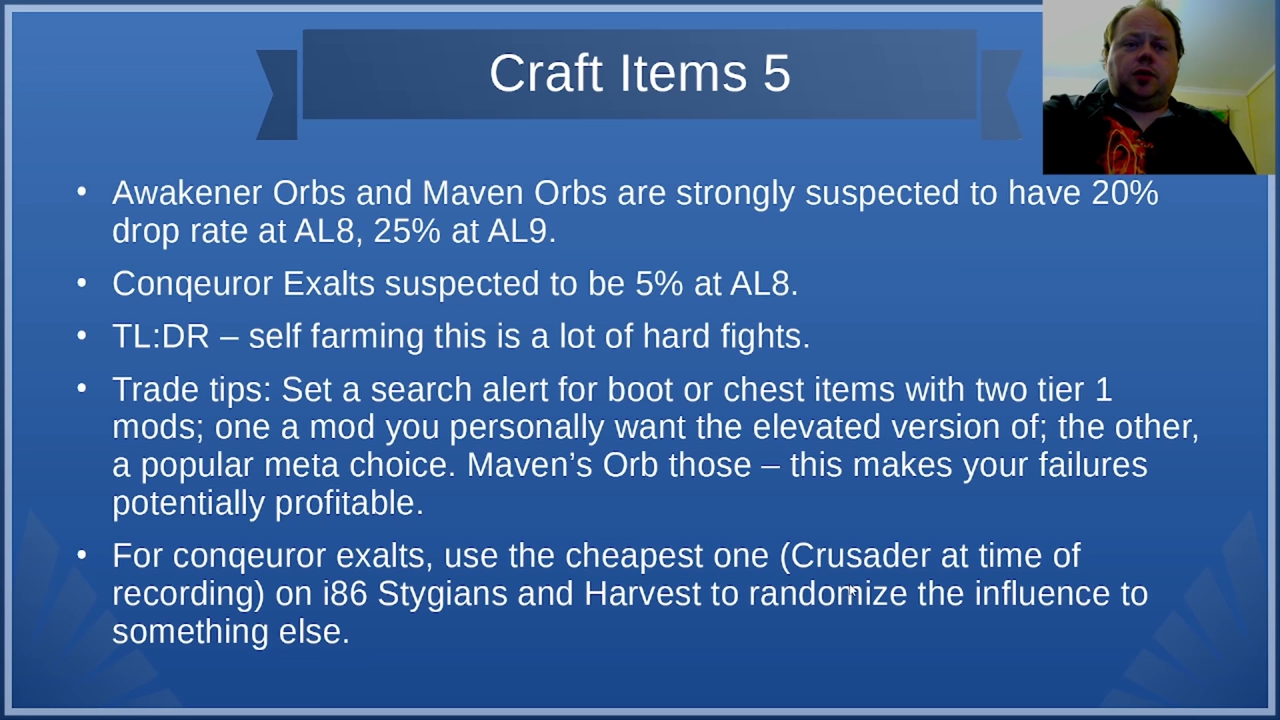 Craft Items 5
• Awakener Orbs and Maven Orbs are strongly suspected to have 20%
drop rate at AL8, 25% at AL9.
• Conqeuror Exalts suspected to be 5% at AL8.
• TL:DR – self farming this is a lot of hard fights.
• Trade tips: Set a search alert for boot or chest items with two tier 1
mods; one a mod you personally want the elevated version of; the other,
a popular meta choice. Maven’s Orb those – this makes your failures
potentially profitable.
• For conqeuror exalts, use the cheapest one (Crusader at time of
recording) on i86 Stygians and Harvest to randomize the influence to
something else.